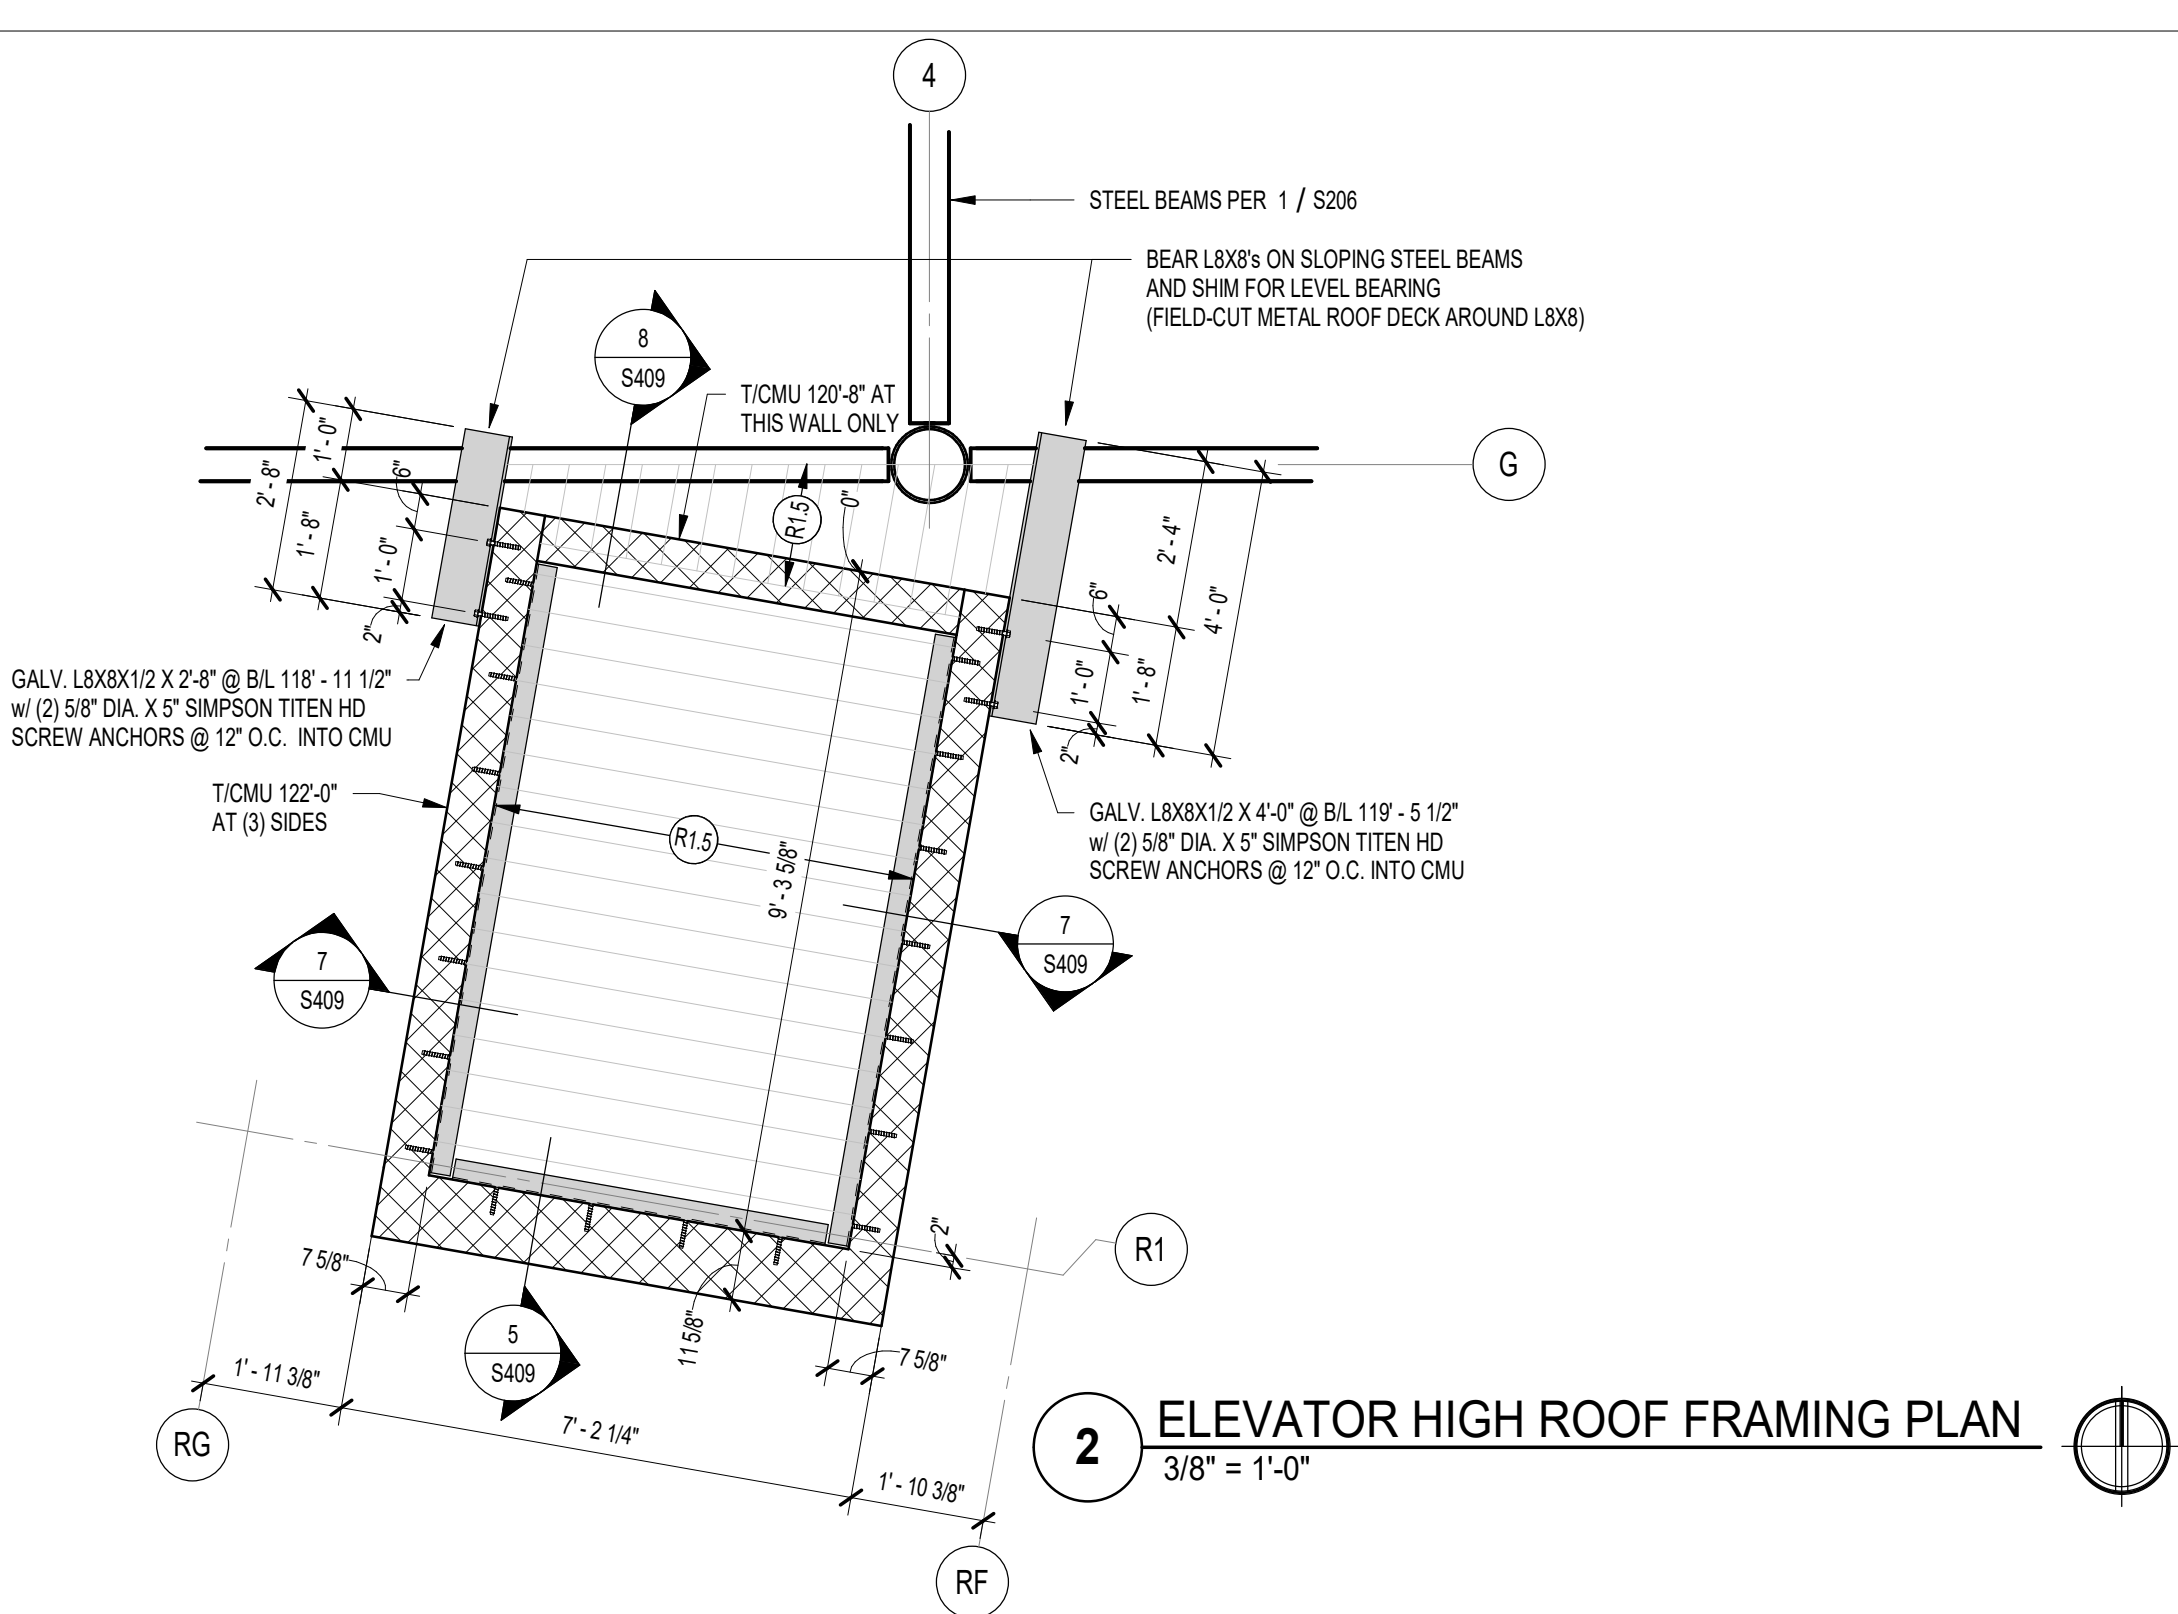 4
STEEL BEAMS PER 1 / S206
BEAR L8X8's ON SLOPING STEEL BEAMS
AND SHIM FOR LEVEL BEARING
(FIELD-CUT METAL ROOF DECK AROUND L8X8)
8
S409
T/CMU 120'-8" AT
THIS WALL ONLY
G
1' - 0"
2' - 8"
6"
1' - 8"
1' - 0"
2"
R1.5
0"
2' - 4"
6"
4' - 0"
1' - 0"
1' - 8"
2"
GALV. L8X8X1/2 X 2'-8" @ B/L 118' - 11 1/2"
w/ (2) 5/8" DIA. X 5" SIMPSON TITEN HD
SCREW ANCHORS @ 12" O.C. INTO CMU
T/CMU 122'-0"
AT (3) SIDES
GALV. L8X8X1/2 X 4'-0" @ B/L 119' - 5 1/2"
w/ (2) 5/8" DIA. X 5" SIMPSON TITEN HD
SCREW ANCHORS @ 12" O.C. INTO CMU
R1.5
9' - 3 5/8"
7
S409
7
S409
2"
R1
7 5/8"
11 5/8"
5
S409
7 5/8"
1' - 11 3/8"
7' - 2 1/4"
1' - 10 3/8"
RG
RF
2
ELEVATOR HIGH ROOF FRAMING PLAN
3/8" = 1'-0"